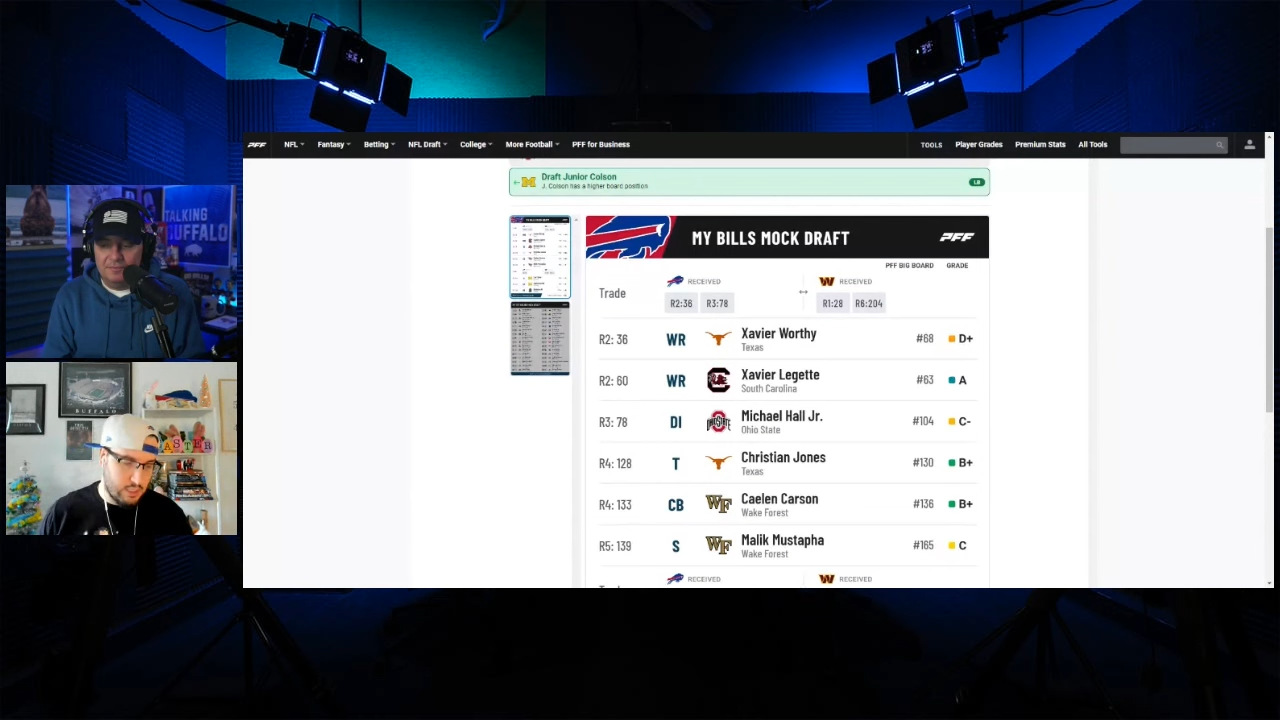 PFF NFL Fantasy Betting NFL Draft College More Football PFF for Business TOOLS Player Grades Premium Stats All Tools
Draft Junior Colson
J. Colson has a higher board position
LB
MY BILLS MOCK DRAFT
PFF
PFF BIG BOARD GRADE
Trade
RECEIVED
R2:36 R3:78
RECEIVED
R1:28 R6:204
R2: 36 WR Xavier Worthy #68 D+
Texas
R2: 60 WR Xavier Legette #63 A
South Carolina
R3: 78 DI Michael Hall Jr. #104 C-
Ohio State
R4: 128 T Christian Jones #130 B+
Texas
R4: 133 CB Caelen Carson #136 B+
Wake Forest
R5: 139 S Malik Mustapha #165 C
Wake Forest
RECEIVED RECEIVED
TALKING
BUFFALO
BUFFALO